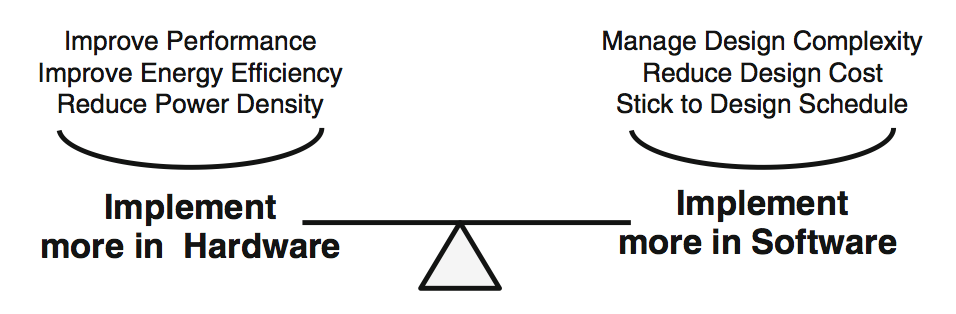 Improve Performance
Improve Energy Efficiency
Reduce Power Density
Implement
more in Hardware
Manage Design Complexity
Reduce Design Cost
Stick to Design Schedule
Implement
more in Software